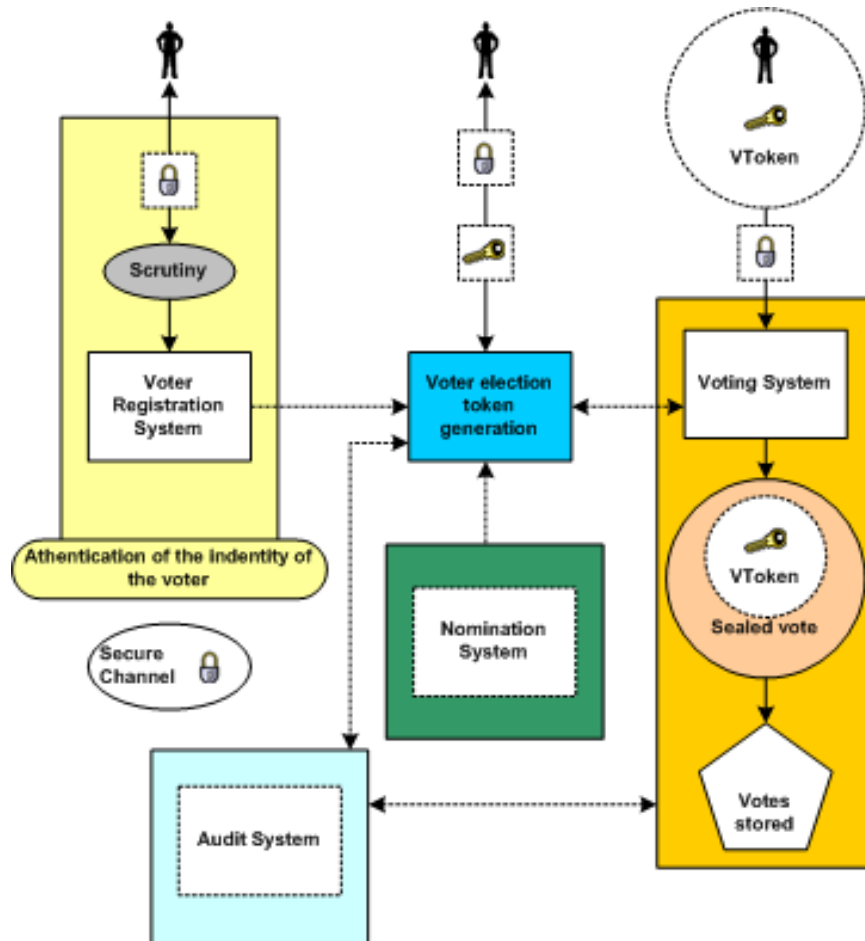 VToken
Scrutiny
Voter
Registration
System
Voter election
token
generation
Voting System
Athentication of the indentity of
the voter
VToken
Sealed vote
Nomination
System
Secure
Channel
Votes
stored
Audit System